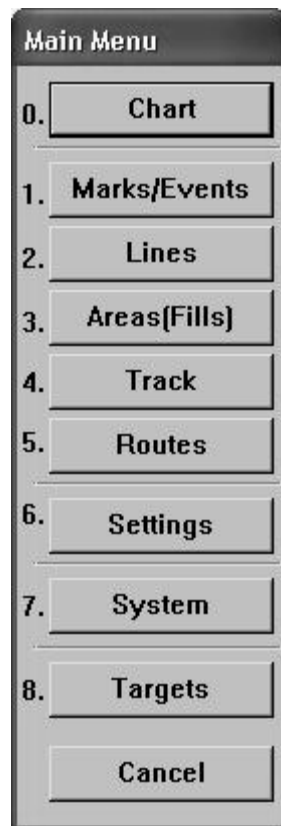 Main Menu
0. Chart
1. Marks/Events
2. Lines
3. Areas(Fills)
4. Track
5. Routes
6. Settings
7. System
8. Targets
Cancel